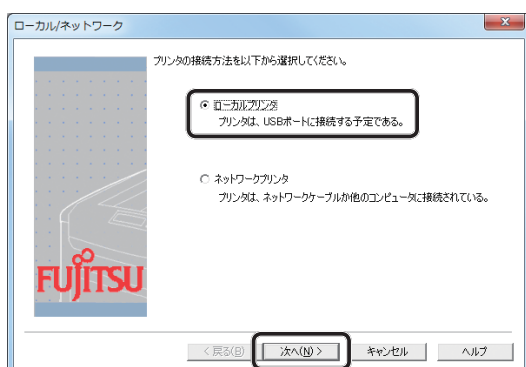 ローカル/ネットワーク
プリンタの接続方法を以下から選択してください。
ローカルプリンタ
プリンタは、USBポートに接続する予定である。
ネットワークプリンタ
プリンタは、ネットワークケーブルか他のコンピュータに接続されている。
FUJITSU
< 戻る(B)
次へ(N) >
キャンセル
ヘルプ